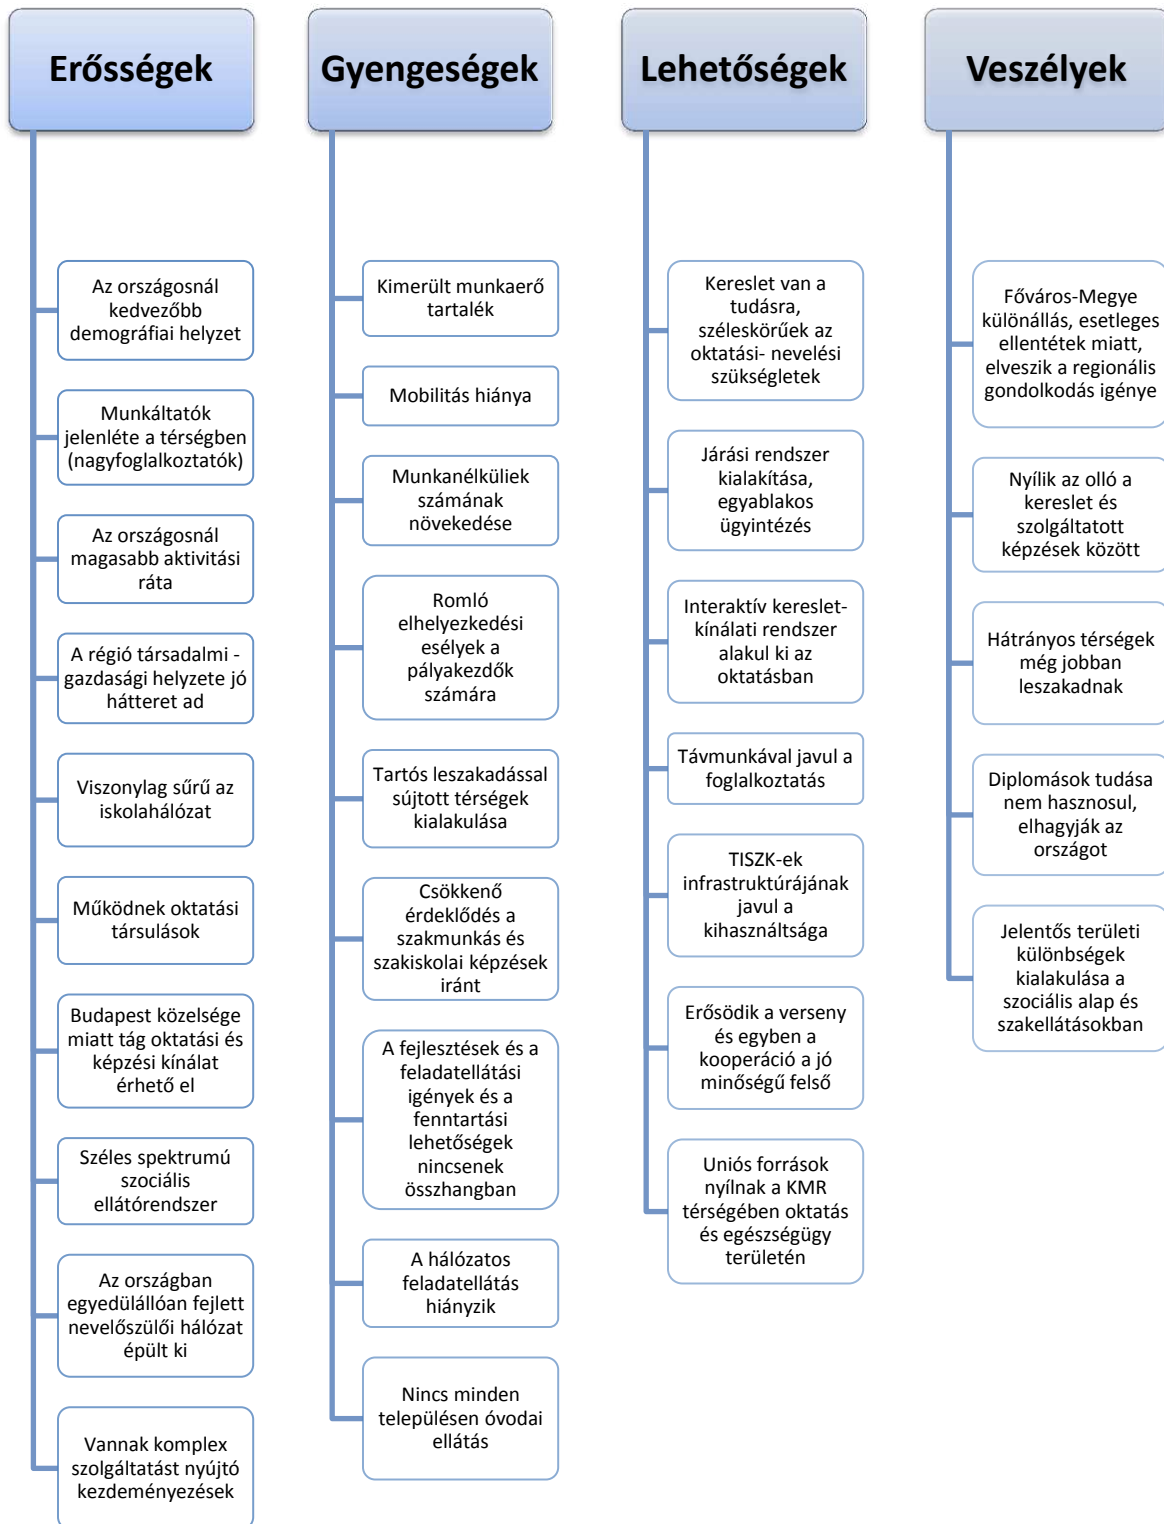 Erősségek
Az országosnál
kedvezőbb
demográfiai helyzet
Munkáltatók
jelenléte a térségben
(nagyfoglalkoztatók)
Az országosnál
magasabb aktivitási
ráta
A régió társadalmi -
gazdasági helyzete jó
hátteret ad
Viszonylag sűrű az
iskolahálózat
Működnek oktatási
társulások
Budapest közelsége
miatt tág oktatási és
képzési kínálat
érhető el
Széles spektrumú
szociális
ellátórendszer
Az országban
egyedülállóan fejlett
nevelőszülői hálózat
épült ki
Vannak komplex
szolgáltatást nyújtó
kezdeményezések
Gyengeségek
Kimerült munkaerő
tartalék
Mobilitás hiánya
Munkanélküliek
számának
növekedése
Romló
elhelyezkedési
esélyek a
pályakezdők
számára
Tartós leszakadással
sújtott térségek
kialakulása
Csökkenő
érdeklődés a
szakmunkás és
szakiskolai képzések
iránt
A fejlesztések és a
feladatellátási
igények és a
fenntartási
lehetőségek
nincsenek
összhangban
A hálózatos
feladatellátás
hiányzik
Nincs minden
településen óvodai
ellátás
Lehetőségek
Kereslet van a
tudásra,
széleskörűek az
oktatási- nevelési
szükségletek
Járási rendszer
kialakítása,
egyablakos
ügyintézés
Interaktív kereslet-
kínálati rendszer
alakul ki az
oktatásban
Távmunkával javul a
foglalkoztatás
TISZK-ek
infrastruktúrájának
javul a
kihasználtsága
Erősödik a verseny
és egyben a
kooperáció a jó
minőségű felső
Uniós források
nyílnak a KMR
térségében oktatás
és egészségügy
területén
Veszélyek
Főváros-Megye
különállás, esetleges
ellentétek miatt,
elveszik a regionális
gondolkodás igénye
Nyílik az olló a
kereslet és
szolgáltatott
képzések között
Hátrányos térségek
még jobban
leszakadnak
Diplomások tudása
nem hasznosul,
elhagyják az
országot
Jelentős területi
különbségek
kialakulása a
szociális alap és
szakellátásokban